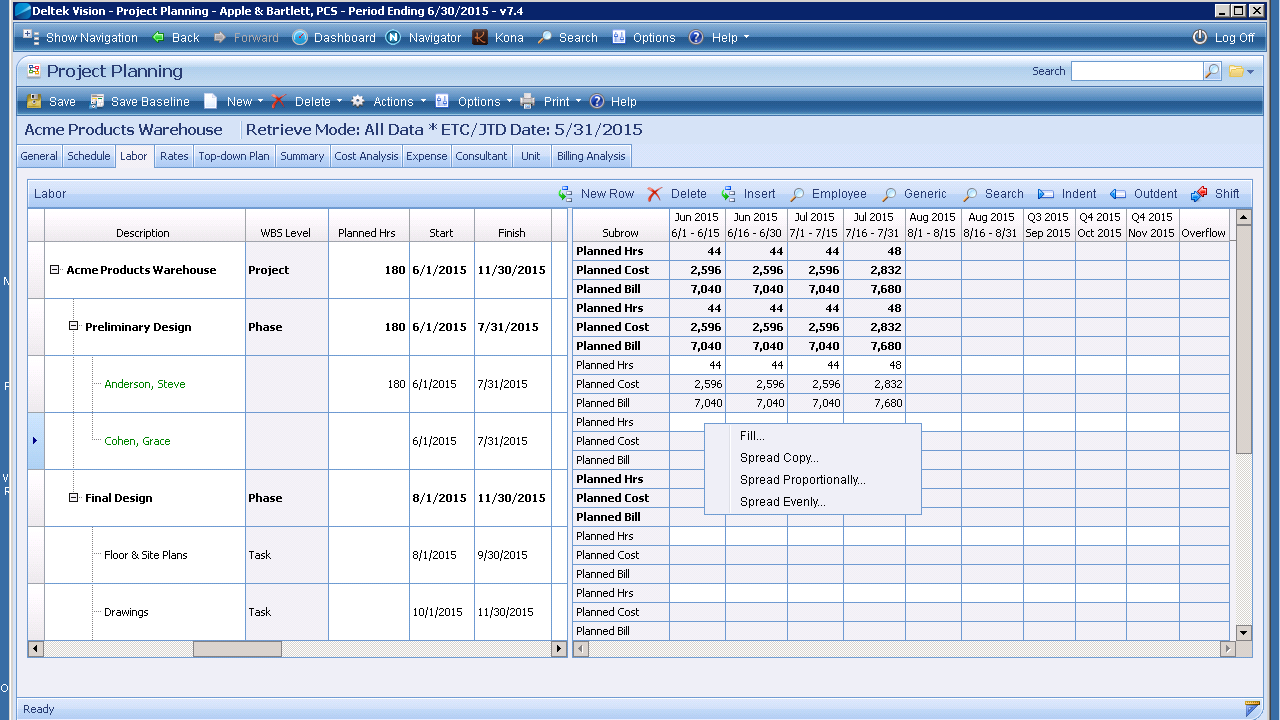 Deltek Vision - Project Planning - Apple & Bartlett, PCS - Period Ending 6/30/2015 - v7.4
Show Navigation Back Forward Dashboard Navigator Kona Search Options Help Log Off
Project Planning Search
Save Save Baseline New Delete Actions Options Print Help
Acme Products Warehouse Retrieve Mode: All Data * ETC/JTD Date: 5/31/2015
General Schedule Labor Rates Top-down Plan Summary Cost Analysis Expense Consultant Unit Billing Analysis
Labor New Row Delete Insert Employee Generic Search Indent Outdent Shift
Jun 2015 Jun 2015 Jul 2015 Jul 2015 Aug 2015 Aug 2015 Q3 2015 Q4 2015 Q4 2015
Description WBS Level Planned Hrs Start Finish Subrow 6/1 - 6/15 6/16 - 6/30 7/1 - 7/15 7/16 - 7/31 8/1 - 8/15 8/16 - 8/31 Sep 2015 Oct 2015 Nov 2015 Overflow
Planned Hrs 44 44 44 48
Acme Products Warehouse Project 180 6/1/2015 11/30/2015 Planned Cost 2,596 2,596 2,596 2,832
Planned Bill 7,040 7,040 7,040 7,680
Planned Hrs 44 44 44 48
Preliminary Design Phase 180 6/1/2015 7/31/2015 Planned Cost 2,596 2,596 2,596 2,832
Planned Bill 7,040 7,040 7,040 7,680
Planned Hrs 44 44 44 48
Anderson, Steve 180 6/1/2015 7/31/2015 Planned Cost 2,596 2,596 2,596 2,832
Planned Bill 7,040 7,040 7,040 7,680
Planned Hrs
Cohen, Grace 6/1/2015 7/31/2015 Planned Cost
Planned Bill
Fill...
Spread Copy...
Spread Proportionally...
Spread Evenly...
Planned Hrs
Final Design Phase 8/1/2015 11/30/2015 Planned Cost
Planned Bill
Planned Hrs
Floor & Site Plans Task 8/1/2015 9/30/2015 Planned Cost
Planned Bill
Planned Hrs
Drawings Task 10/1/2015 11/30/2015 Planned Cost
Planned Bill
Ready